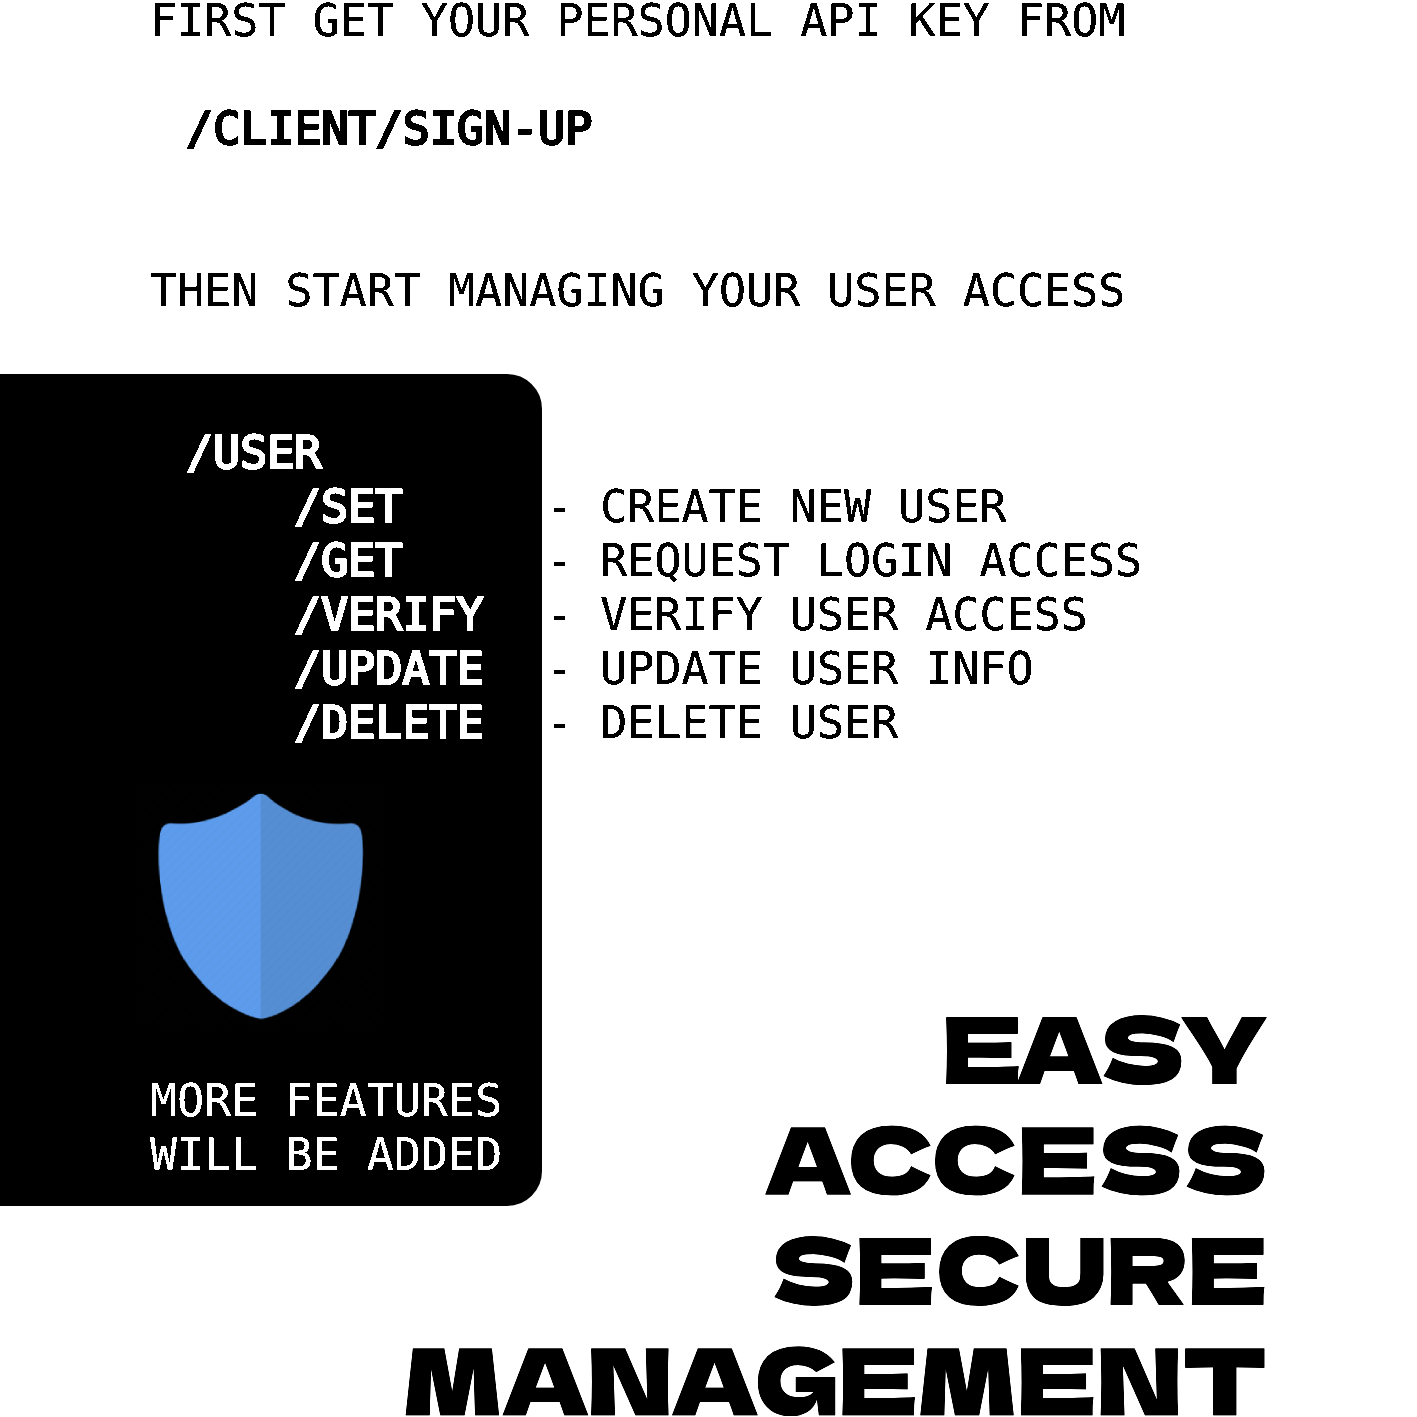 FIRST GET YOUR PERSONAL API KEY FROM
/CLIENT/SIGN-UP
THEN START MANAGING YOUR USER ACCESS
/USER
/SET - CREATE NEW USER
/GET - REQUEST LOGIN ACCESS
/VERIFY - VERIFY USER ACCESS
/UPDATE - UPDATE USER INFO
/DELETE - DELETE USER
MORE FEATURES
WILL BE ADDED
EASY
ACCESS
SECURE
MANAGEMENT